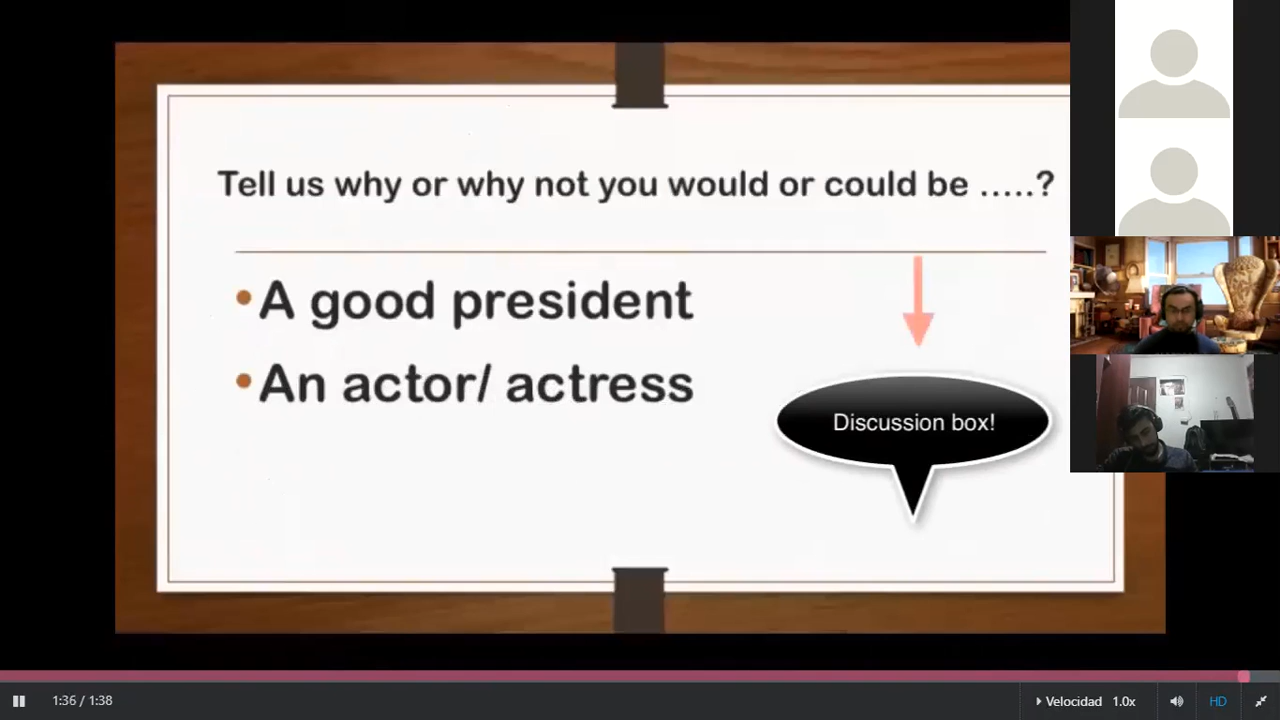 Tell us why or why not you would or could be .....?
•A good president
•An actor/ actress
Discussion box!
1:36 / 1:38
Velocidad 1.0x
HD